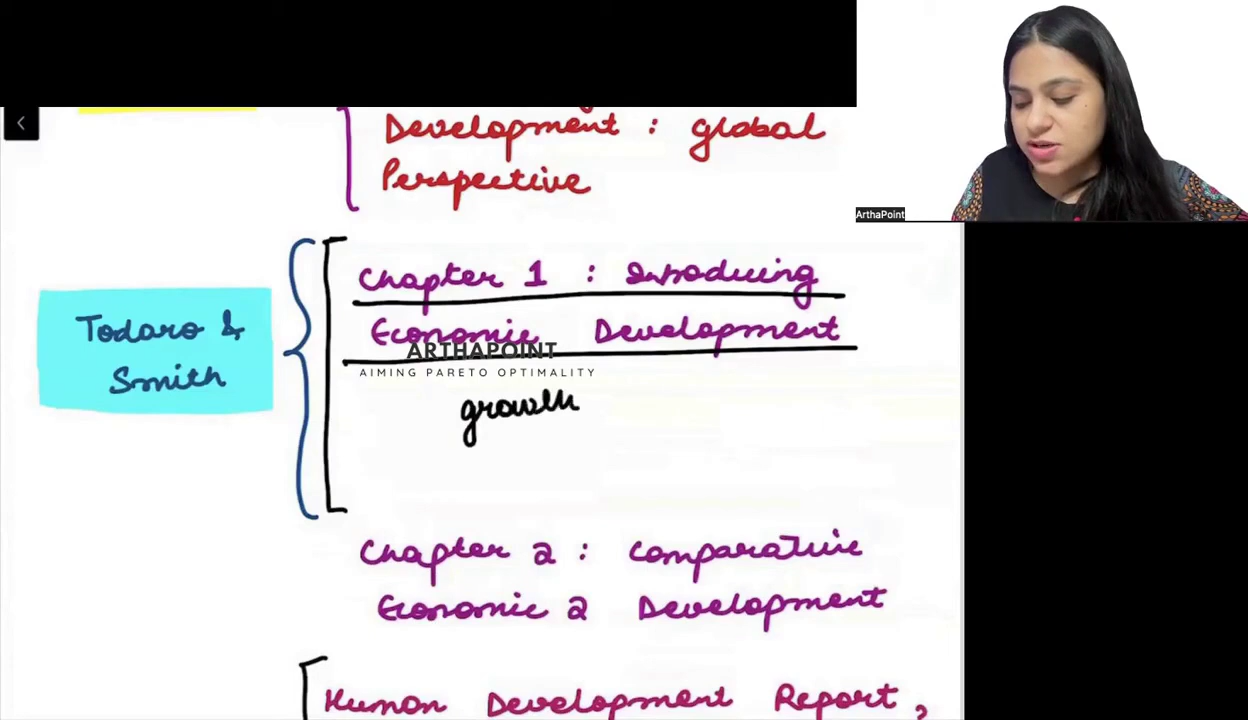 Development : global
Perspective
ArthaPoint
Chapter 1 : Introducing
Economic Development
Todaro &
Smith
ARTHAPOINT
AIMING PARETO OPTIMALITY
growth
Chapter 2 : Comparative
Economic 2 Development
Human Development Report,